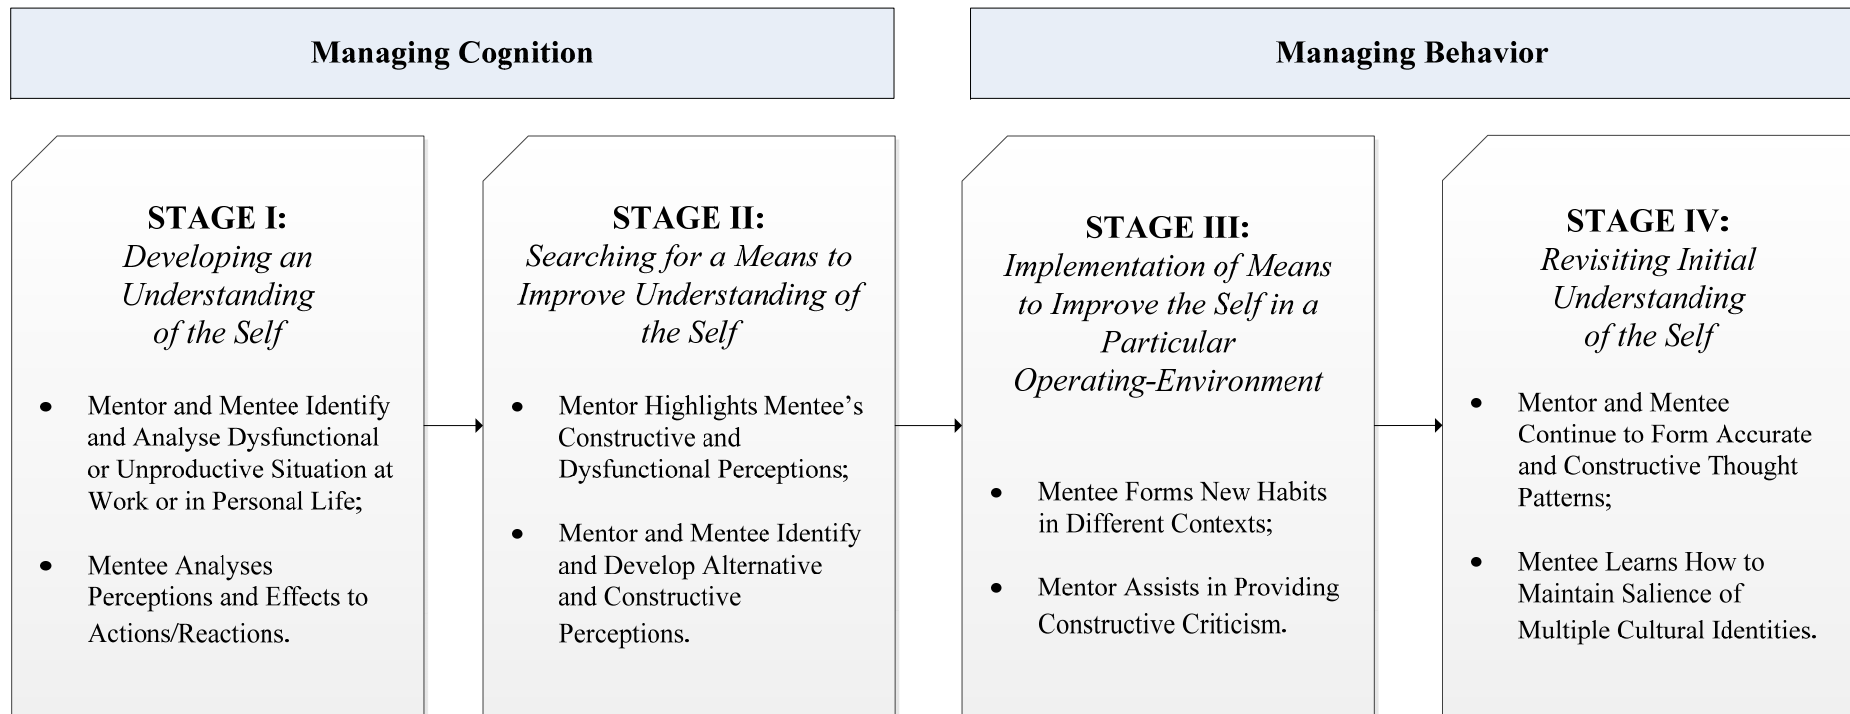 Managing Cognition
Managing Behavior
STAGE I:
Developing an
Understanding
of the Self
• Mentor and Mentee Identify
and Analyse Dysfunctional
or Unproductive Situation at
Work or in Personal Life;
• Mentee Analyses
Perceptions and Effects to
Actions/Reactions.
STAGE II:
Searching for a Means to
Improve Understanding of
the Self
• Mentor Highlights Mentee’s
Constructive and
Dysfunctional Perceptions;
• Mentor and Mentee Identify
and Develop Alternative
and Constructive
Perceptions.
STAGE III:
Implementation of Means
to Improve the Self in a
Particular
Operating-Environment
• Mentee Forms New Habits
in Different Contexts;
• Mentor Assists in Providing
Constructive Criticism.
STAGE IV:
Revisiting Initial
Understanding
of the Self
• Mentor and Mentee
Continue to Form Accurate
and Constructive Thought
Patterns;
• Mentee Learns How to
Maintain Salience of
Multiple Cultural Identities.